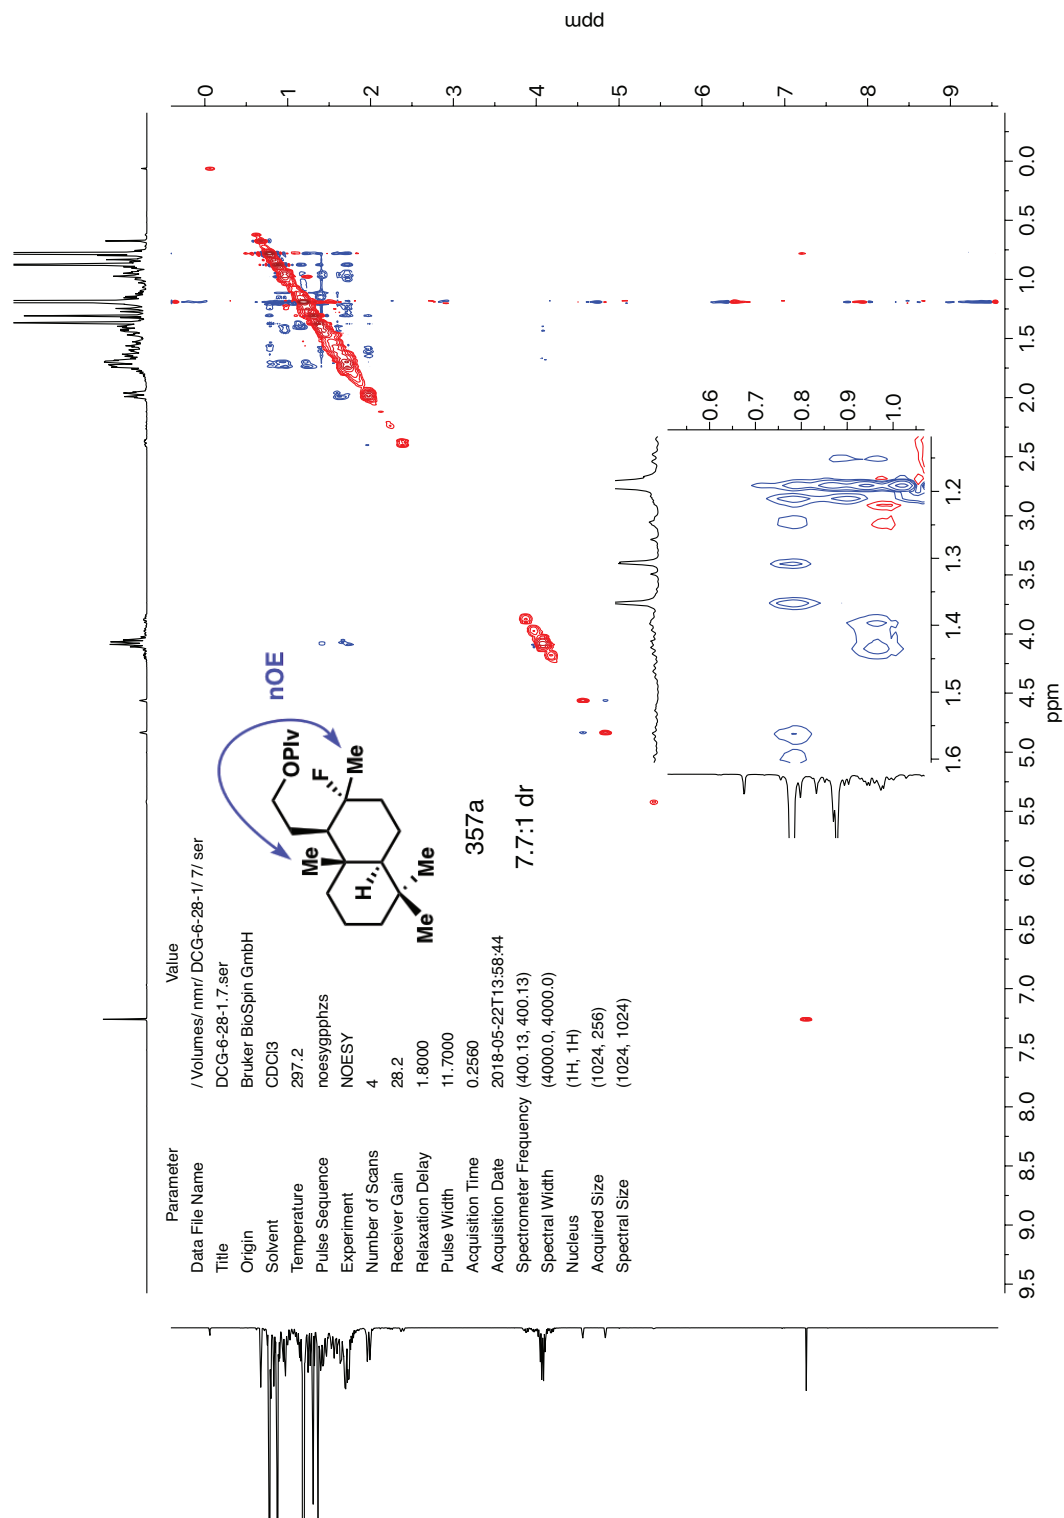 Parameter Value
Data File Name / Volumes/ nmr/ DCG-6-28-1/ 7/ ser
Title DCG-6-28-1.7.ser
Origin Bruker BioSpin GmbH
Solvent CDCl3
Temperature 297.2
Pulse Sequence noesygpphzs
Experiment NOESY
Number of Scans 4
Receiver Gain 28.2
Relaxation Delay 1.8000
Pulse Width 11.7000
Acquisition Time 0.2560
Acquisition Date 2018-05-22T13:58:44
Spectrometer Frequency (400.13, 400.13)
Spectral Width (4000.0, 4000.0)
Nucleus (1H, 1H)
Acquired Size (1024, 256)
Spectral Size (1024, 1024)
nOE
OPIv
F
Me
Me
H
Me
Me
357a
7.7:1 dr
1.6 1.5 1.4 1.3 1.2
0.6
0.7
0.8
0.9
1.0
9.5 9.0 8.5 8.0 7.5 7.0 6.5 6.0 5.5 5.0 4.5 4.0 3.5 3.0 2.5 2.0 1.5 1.0 0.5 0.0
ppm
0
1
2
3
4
5
6
7
8
9
ppm